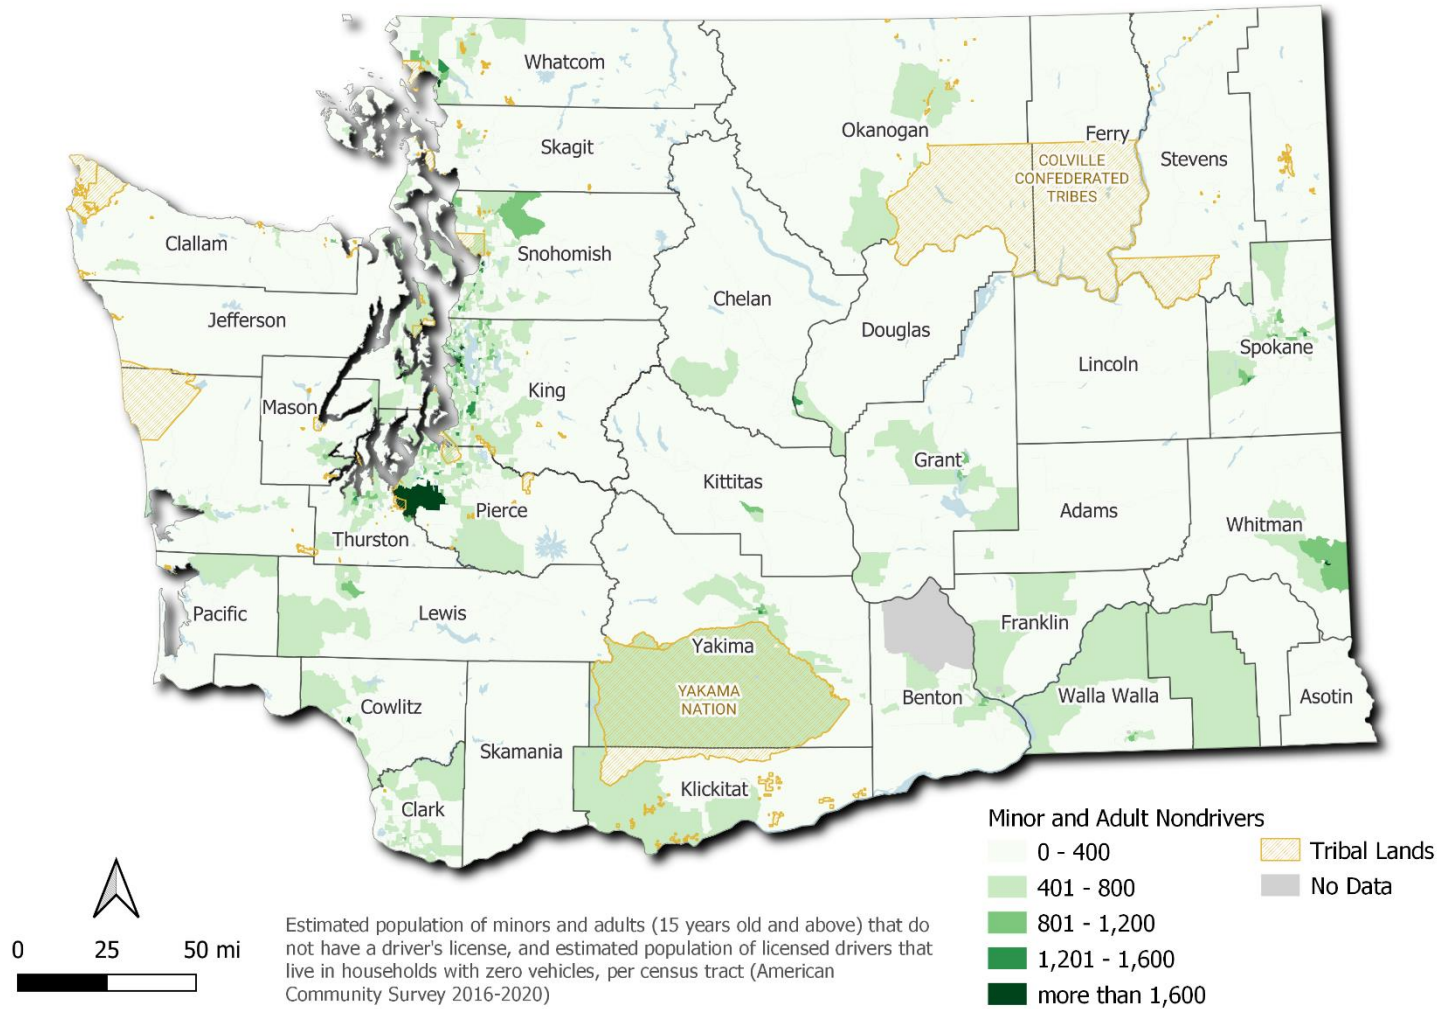 Whatcom
Okanogan
Ferry
Skagit
Stevens
COLVILLE
CONFEDERATED
TRIBES
Clallam
Snohomish
Chelan
Jefferson
Douglas
Spokane
Lincoln
King
Mason
Grant
Kittitas
Pierce
Adams
Whitman
Thurston
Pacific
Lewis
Franklin
Yakima
YAKAMA
NATION
Benton
Walla Walla
Asotin
Cowlitz
Skamania
Klickitat
Clark
Minor and Adult Nondrivers
0 - 400
401 - 800
801 - 1,200
1,201 - 1,600
more than 1,600
Tribal Lands
No Data
0 25 50 mi
Estimated population of minors and adults (15 years old and above) that do
not have a driver's license, and estimated population of licensed drivers that
live in households with zero vehicles, per census tract (American
Community Survey 2016-2020)